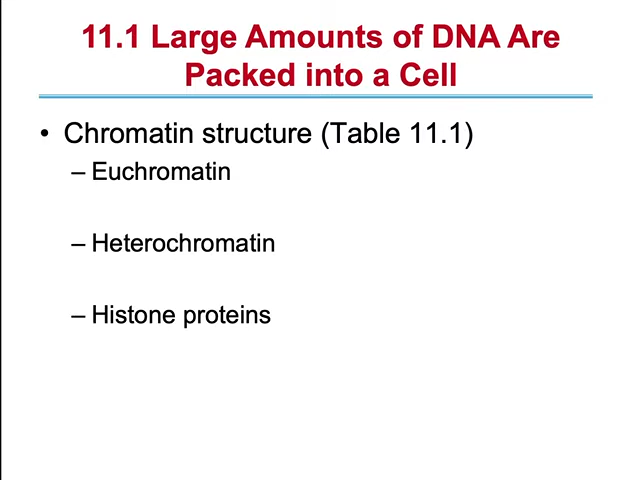 11.1 Large Amounts of DNA Are
Packed into a Cell
• Chromatin structure (Table 11.1)
– Euchromatin
– Heterochromatin
– Histone proteins